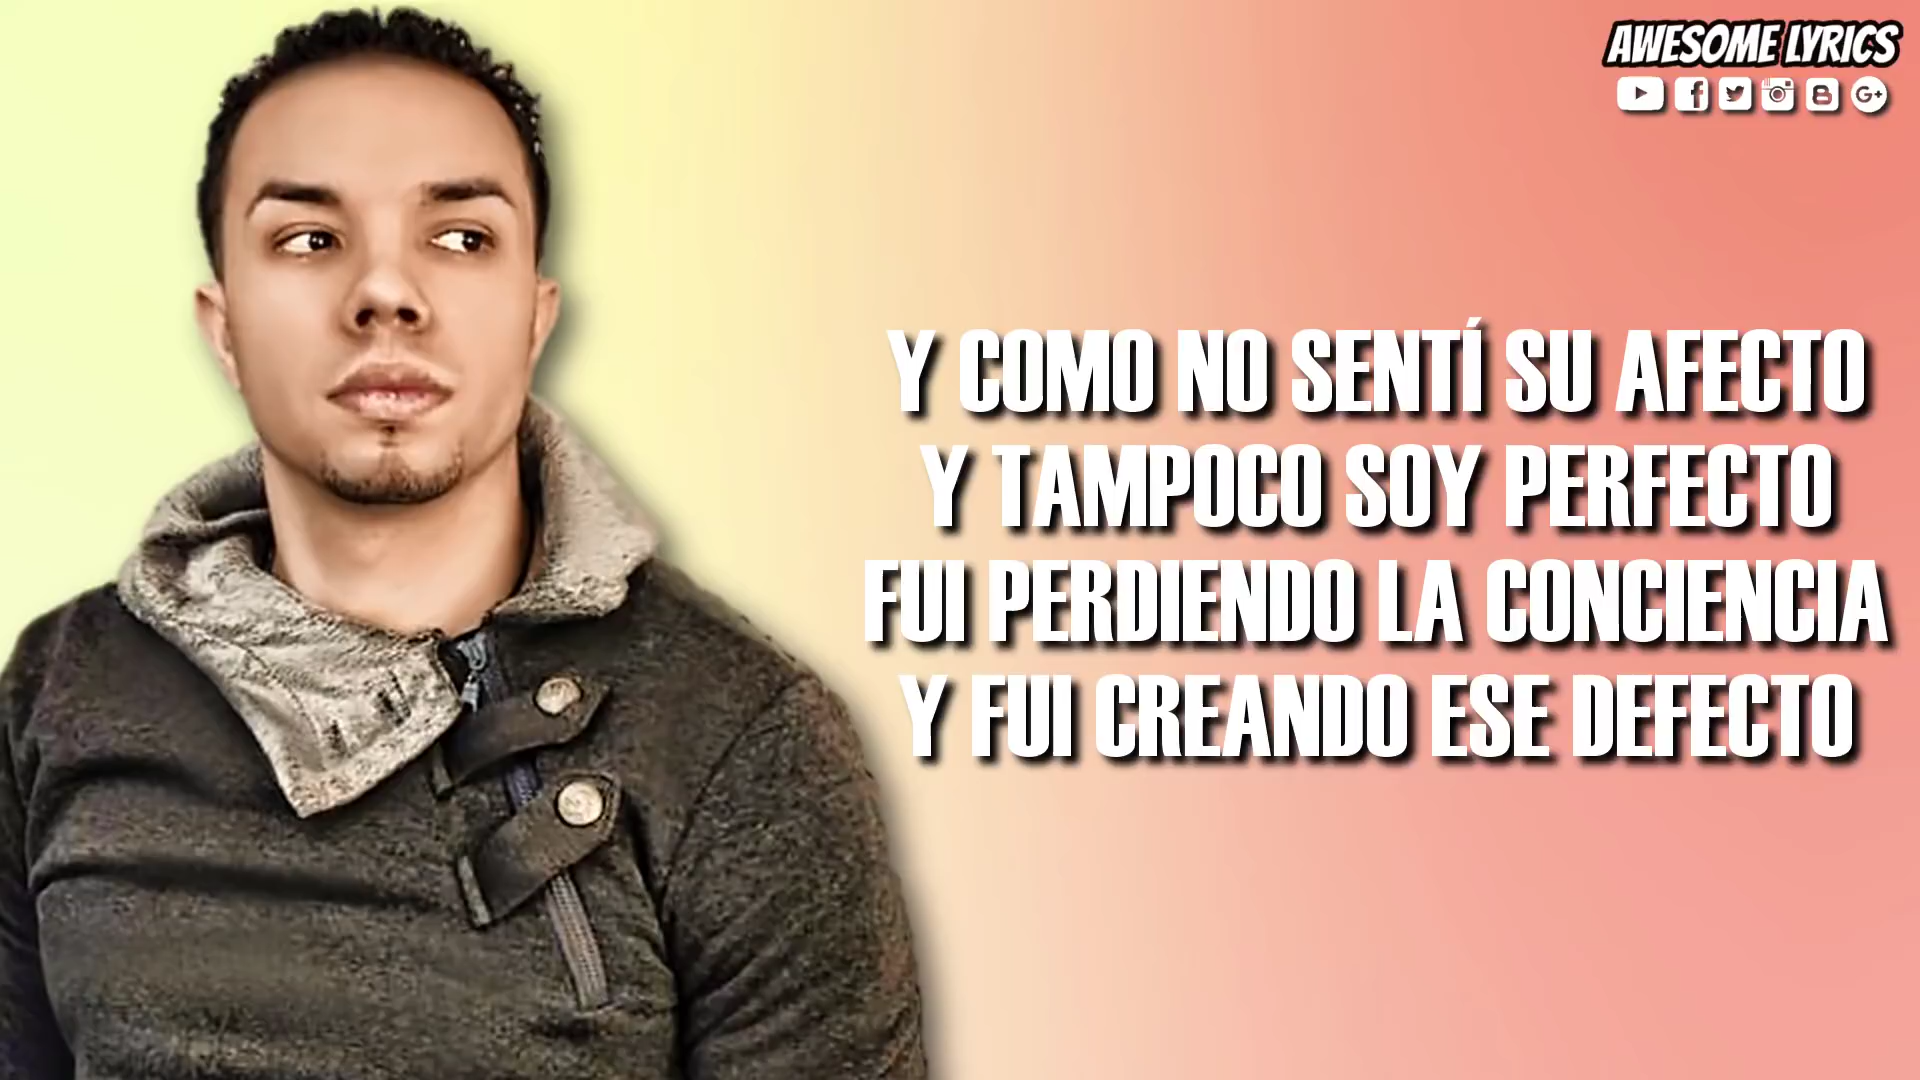 AWESOME LYRICS
Y COMO NO SENTÍ SU AFECTO
Y TAMPOCO SOY PERFECTO
FUI PERDIENDO LA CONCIENCIA
Y FUI CREANDO ESE DEFECTO